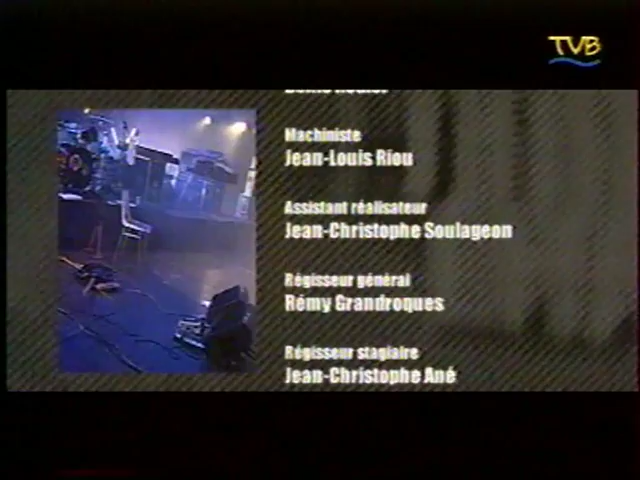 TVB
Machiniste
Jean-Louis Riou
Assistant réalisateur
Jean-Christophe Soulageon
Régisseur général
Rémy Grandroques
Régisseur stagiaire
Jean-Christophe Ané